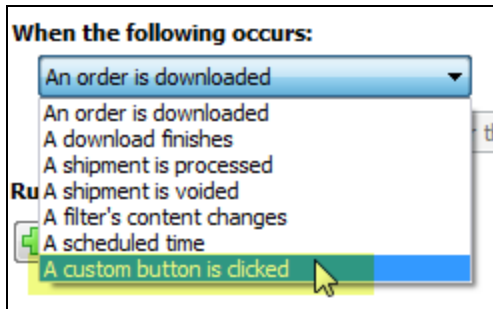 When the following occurs:
An order is downloaded
An order is downloaded
A download finishes
A shipment is processed
A shipment is voided
A filter's content changes
A scheduled time
A custom button is clicked